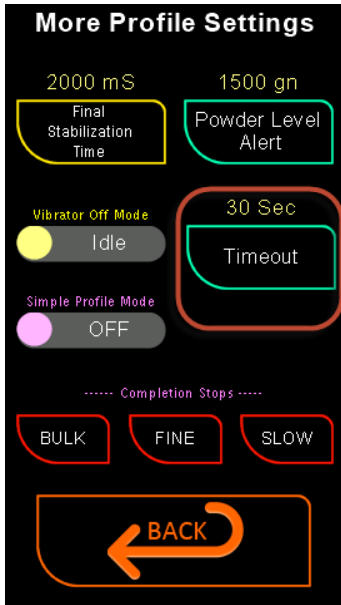 More Profile Settings
2000 mS
1500 gn
Final
Stabilization
Time
Powder Level
Alert
Vibrator Off Mode
Idle
30 Sec
Timeout
Simple Profile Mode
OFF
------ Completion Stops -----
BULK
FINE
SLOW
BACK